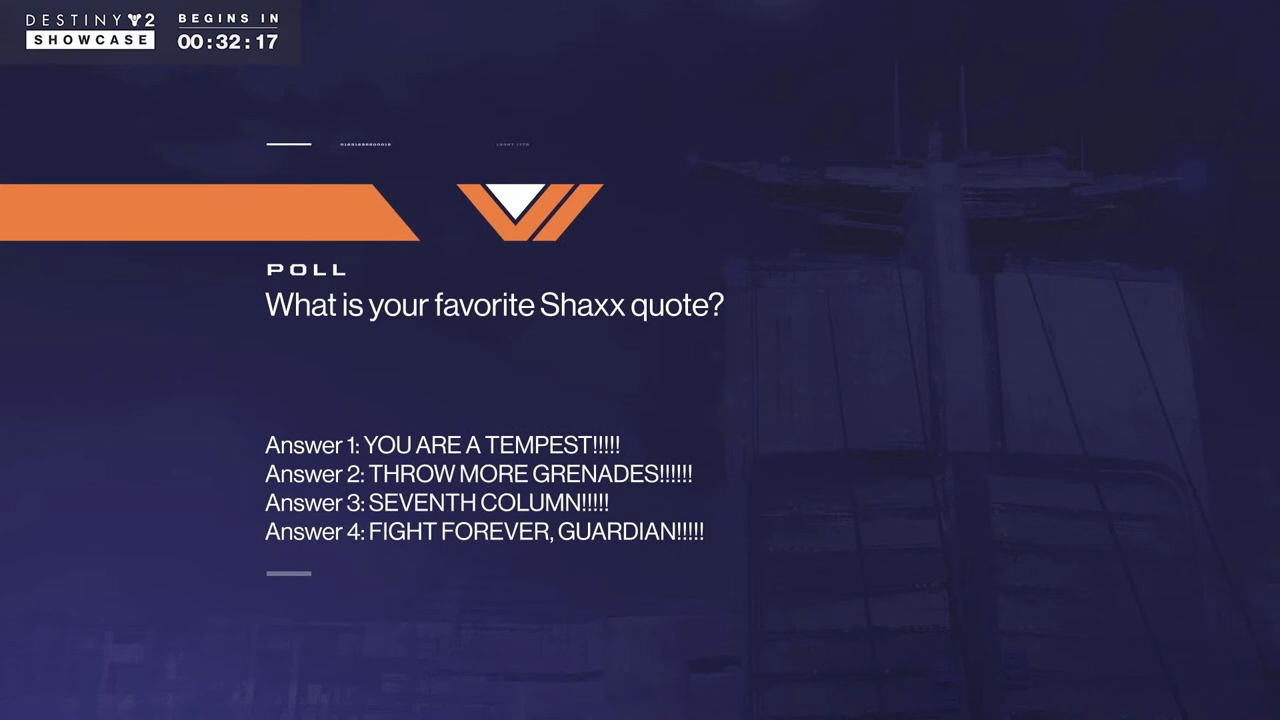 DESTINY 2
SHOWCASE
BEGINS IN
00:32:17
POLL
What is your favorite Shaxx quote?
Answer 1: YOU ARE A TEMPEST!!!!!
Answer 2: THROW MORE GRENADES!!!!!!
Answer 3: SEVENTH COLUMN!!!!!
Answer 4: FIGHT FOREVER, GUARDIAN!!!!!